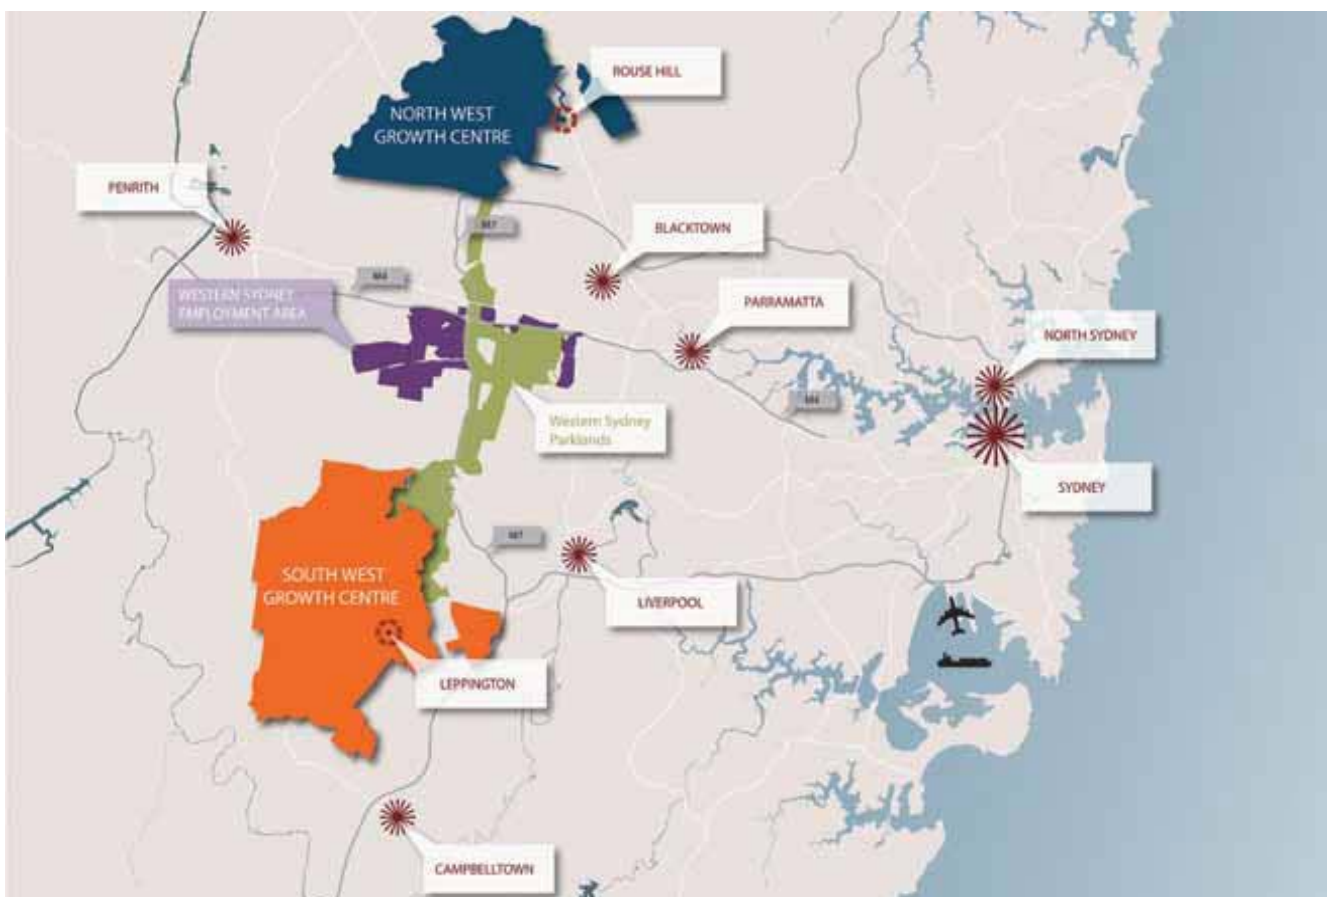 ROUSE HILL
NORTH WEST
GROWTH CENTRE
PENRITH
M7
BLACKTOWN
M4
WESTERN SYDNEY
EMPLOYMENT AREA
PARRAMATTA
NORTH SYDNEY
M4
Western Sydney
Parklands
SYDNEY
M7
SOUTH WEST
GROWTH CENTRE
LIVERPOOL
LEPPINGTON
CAMPBELLTOWN